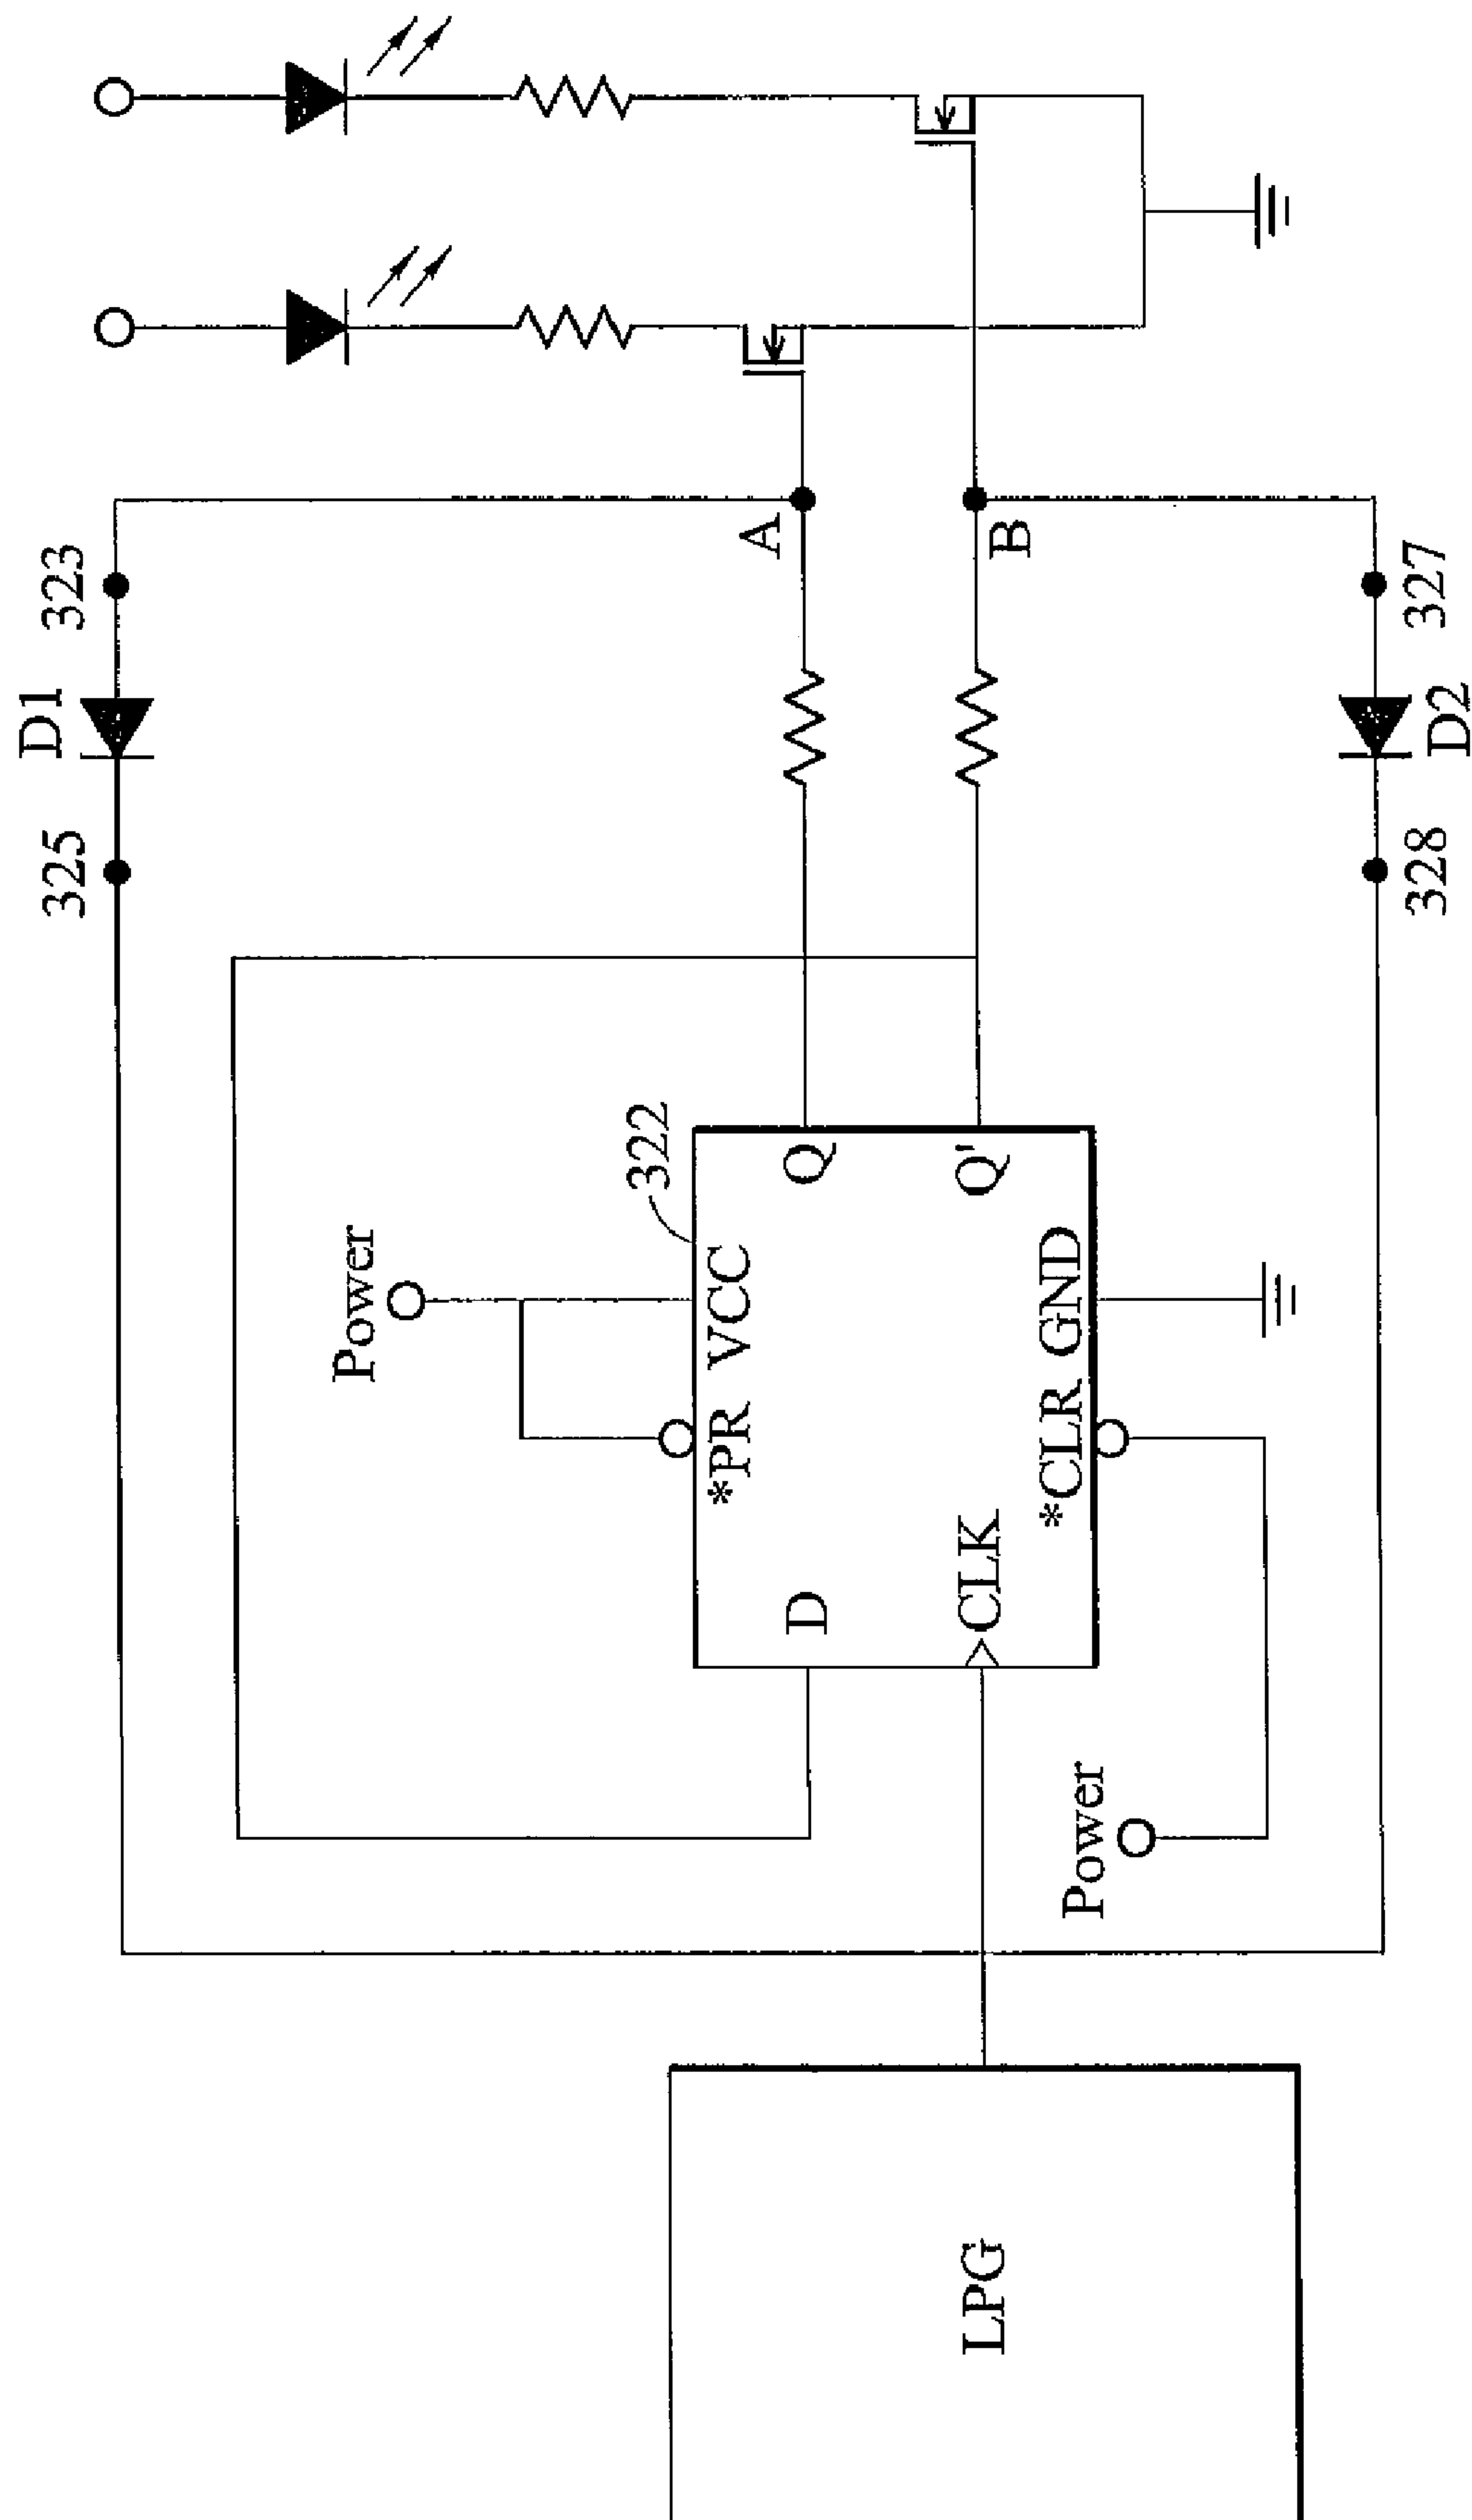 325
D1
323
A
B
328
D2
327
Power
322
*PR
VCC
Q
D
Q'
CLK
*CLR
GND
Power
LPG